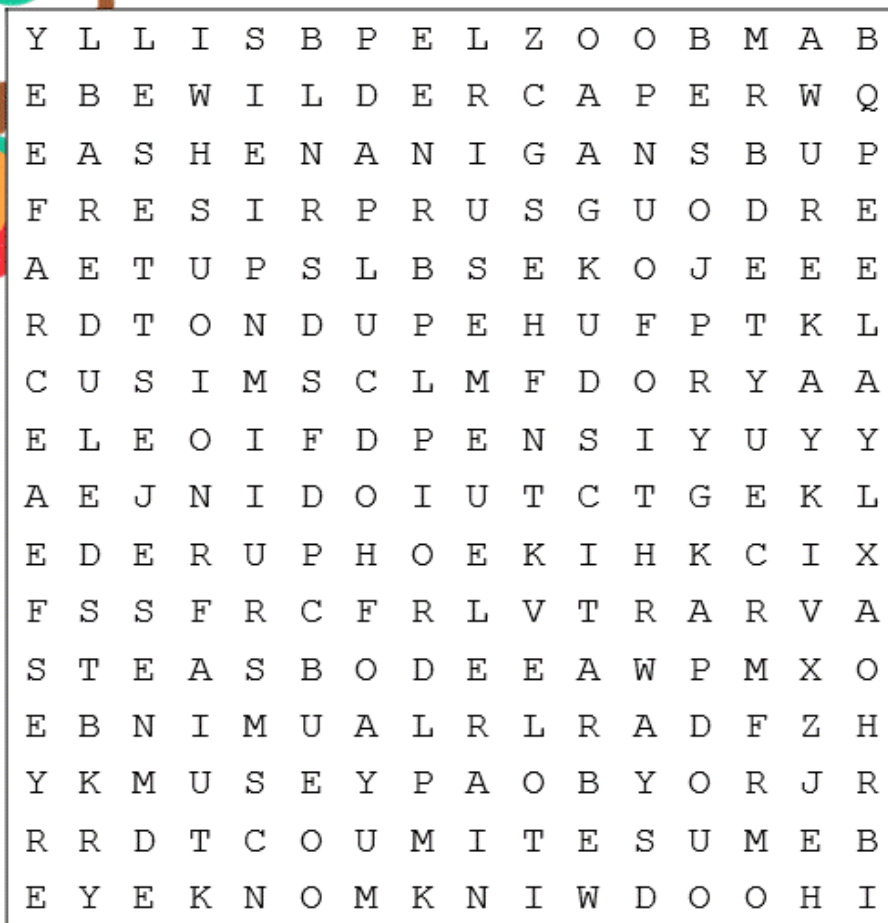 Y L L I S B P E L Z O O B M A B
E B E W I L D E R C A P E R W Q
E A S H E N A N I G A N S B U P
F R E S I R P R U S G U O D R E
A E T U P S L B S E K O J E E E
R D T O N D U P E H U F P T K L
C U S I M S C L M F D O R Y A A
E L E O I F D P E N S I Y U Y Y
A E J N I D O I U T C T G E K L
E D E R U P H O E K I H K C I X
F S S F R C F R L V T R A R V A
S T E A S B O D E E A W P M X O
E B N I M U A L R L R A D F Z H
Y K M U S E Y P A O B Y O R J R
R R D T C O U M I T E S U M E B
E Y E K N O M K N I W D O O H I